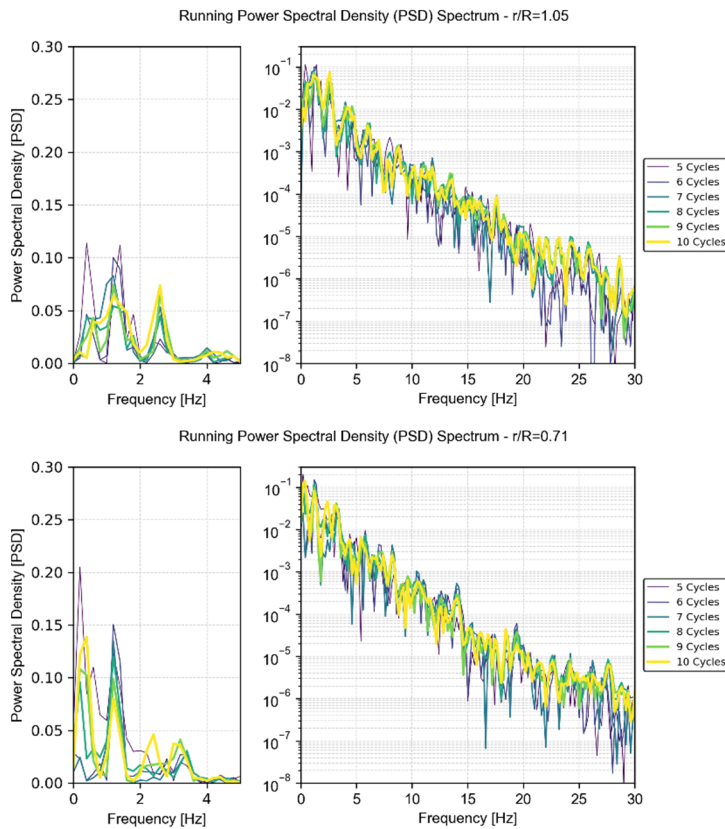 Running Power Spectral Density (PSD) Spectrum - r/R=1.05
Power Spectral Density [PSD]
0.30
0.25
0.20
0.15
0.10
0.05
0.00
0
2
4
Frequency [Hz]
10⁻¹
10⁻²
10⁻³
10⁻⁴
10⁻⁵
10⁻⁶
10⁻⁷
10⁻⁸
0
5
10
15
20
25
30
Frequency [Hz]
5 Cycles
6 Cycles
7 Cycles
8 Cycles
9 Cycles
10 Cycles
Running Power Spectral Density (PSD) Spectrum - r/R=0.71
Power Spectral Density [PSD]
0.30
0.25
0.20
0.15
0.10
0.05
0.00
0
2
4
Frequency [Hz]
10⁻¹
10⁻²
10⁻³
10⁻⁴
10⁻⁵
10⁻⁶
10⁻⁷
10⁻⁸
0
5
10
15
20
25
30
Frequency [Hz]
5 Cycles
6 Cycles
7 Cycles
8 Cycles
9 Cycles
10 Cycles